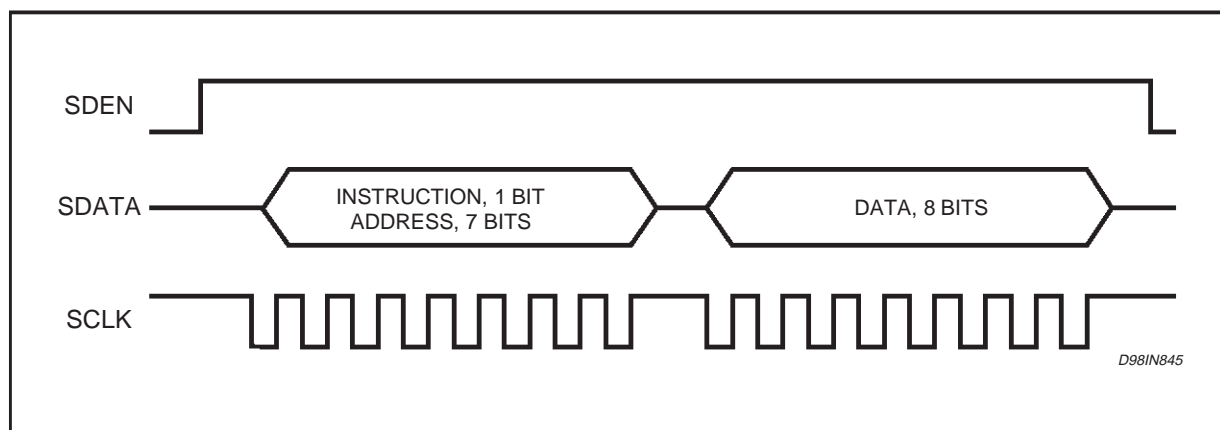 SDEN
SDATA
INSTRUCTION, 1 BIT
ADDRESS, 7 BITS
DATA, 8 BITS
SCLK
D98IN845